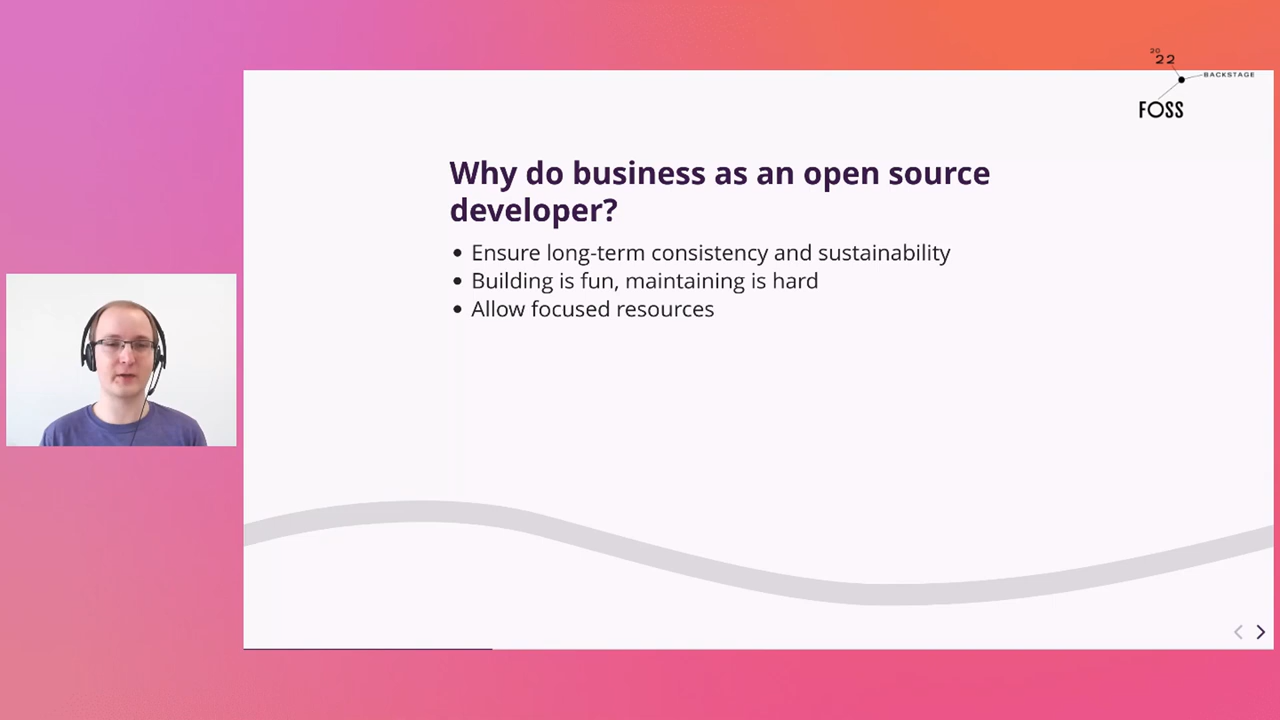 20
22
BACKSTAGE
FOSS
Why do business as an open source
developer?
• Ensure long-term consistency and sustainability
• Building is fun, maintaining is hard
• Allow focused resources